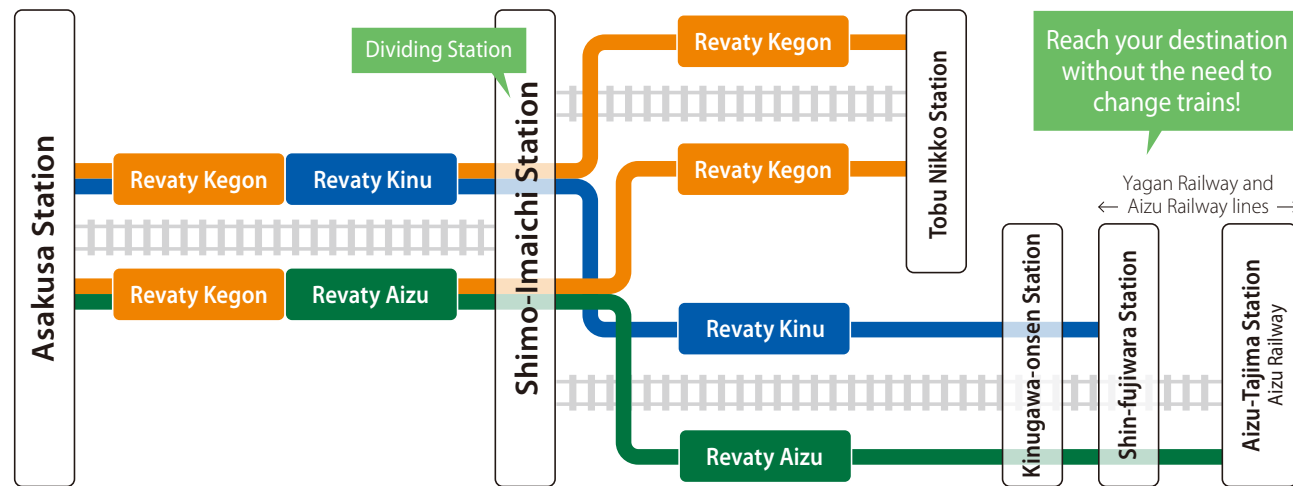 Asakusa Station
Revaty Kegon
Revaty Kinu
Revaty Kegon
Revaty Aizu
Dividing Station
Shimo-Imaichi Station
Revaty Kegon
Revaty Kegon
Tobu Nikko Station
Revaty Kinu
Revaty Aizu
Reach your destination
without the need to
change trains!
Yagan Railway and
← Aizu Railway lines →
Kinugawa-onsen Station
Shin-fujiwara Station
Aizu-Tajima Station
Aizu Railway